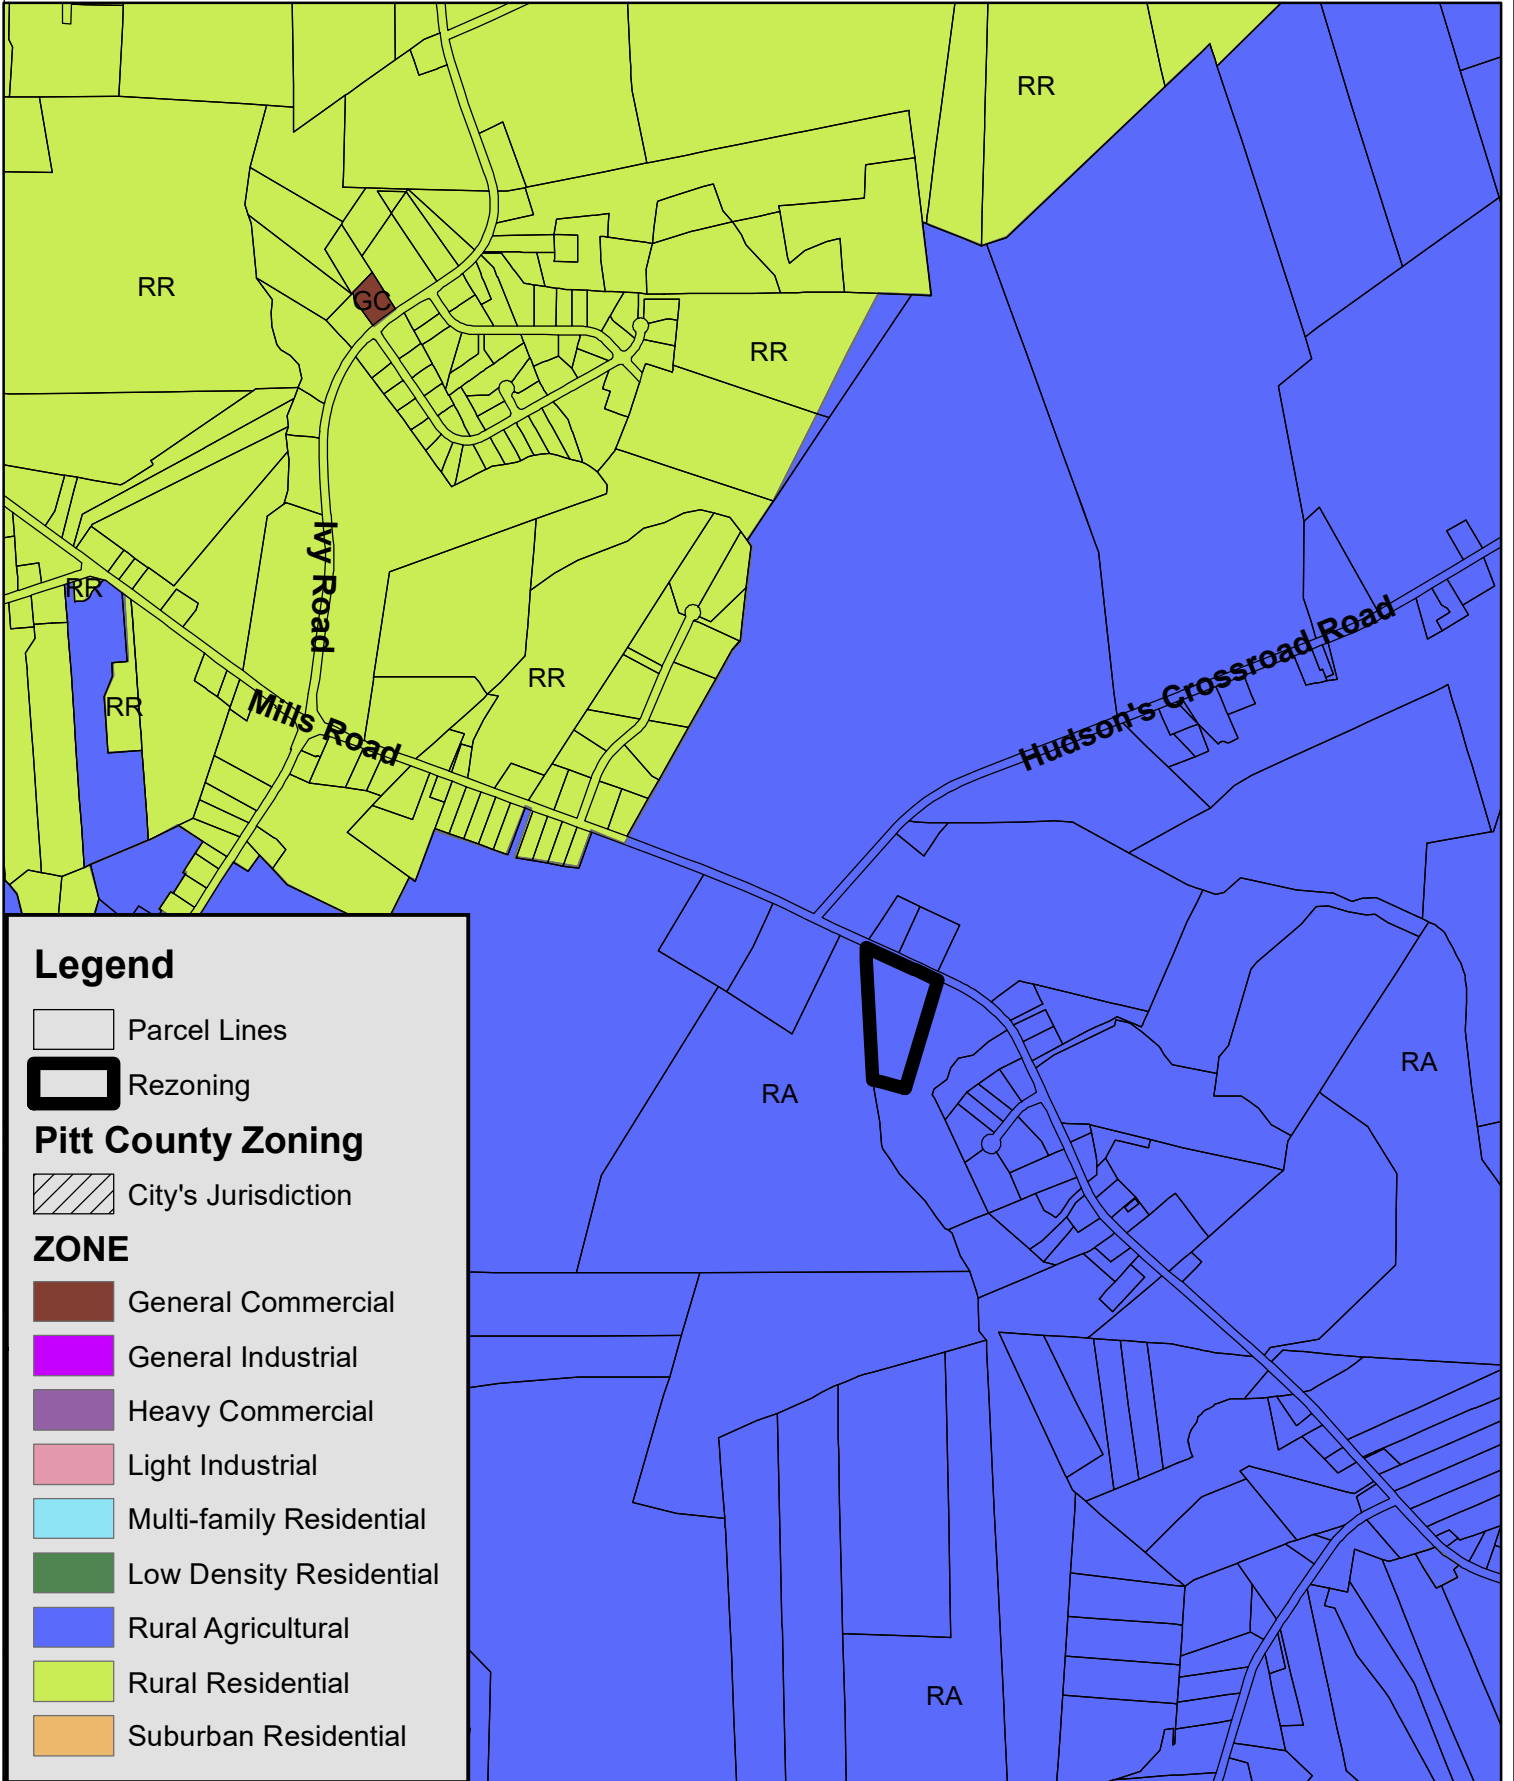 RR
RR
GC
RR
Ivy Road
RR
Hudson's Crossroad Road
RR
RR
Mills Road
RA
RA
RA
Legend
Parcel Lines
Rezoning
Pitt County Zoning
City's Jurisdiction
ZONE
General Commercial
General Industrial
Heavy Commercial
Light Industrial
Multi-family Residential
Low Density Residential
Rural Agricultural
Rural Residential
Suburban Residential